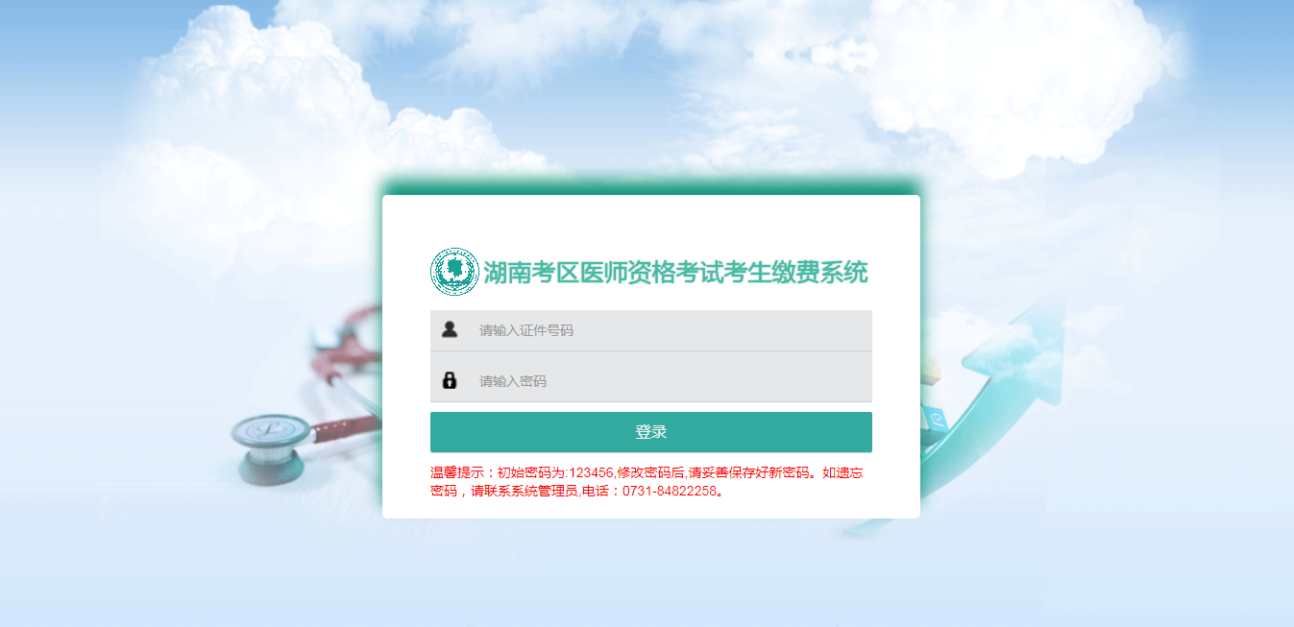 湖南考区医师资格考试考生缴费系统
请输入证件号码
请输入密码
登录
温馨提示：初始密码为:123456,修改密码后,请妥善保存好新密码。如遗忘
密码，请联系系统管理员,电话：0731-84822258。